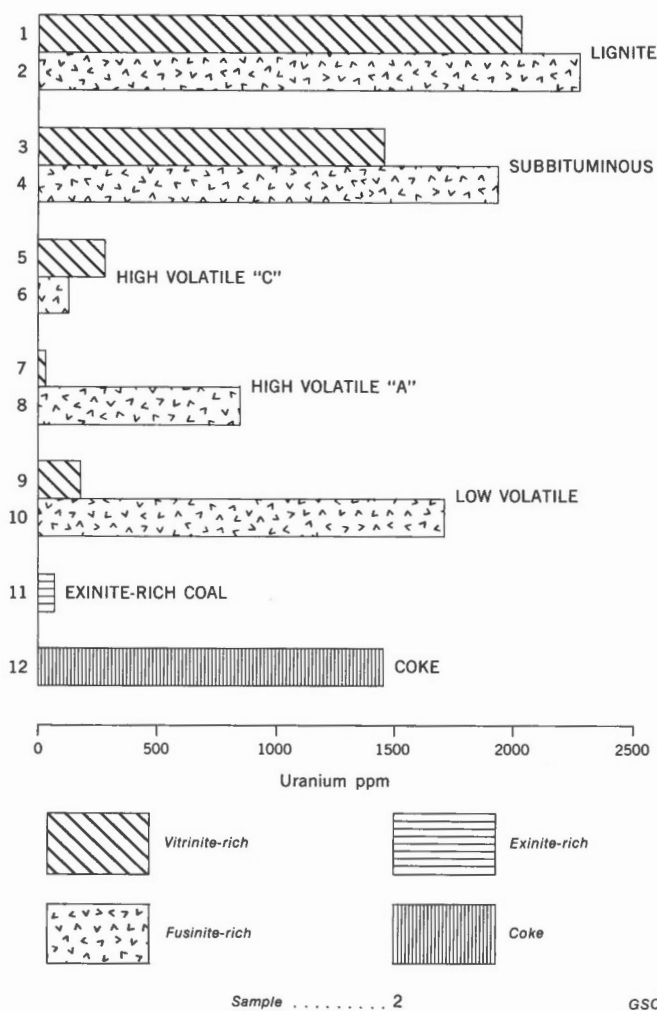 1
2
LIGNITE
3
4
SUBBITUMINOUS
5
6
HIGH VOLATILE "C"
7
8
HIGH VOLATILE "A"
9
10
LOW VOLATILE
11
EXINITE-RICH COAL
12
COKE
0 500 1000 1500 2000 2500
Uranium ppm
Vitrinite-rich
Exinite-rich
Fusinite-rich
Coke
Sample . . . . . . . . . 2
GSC